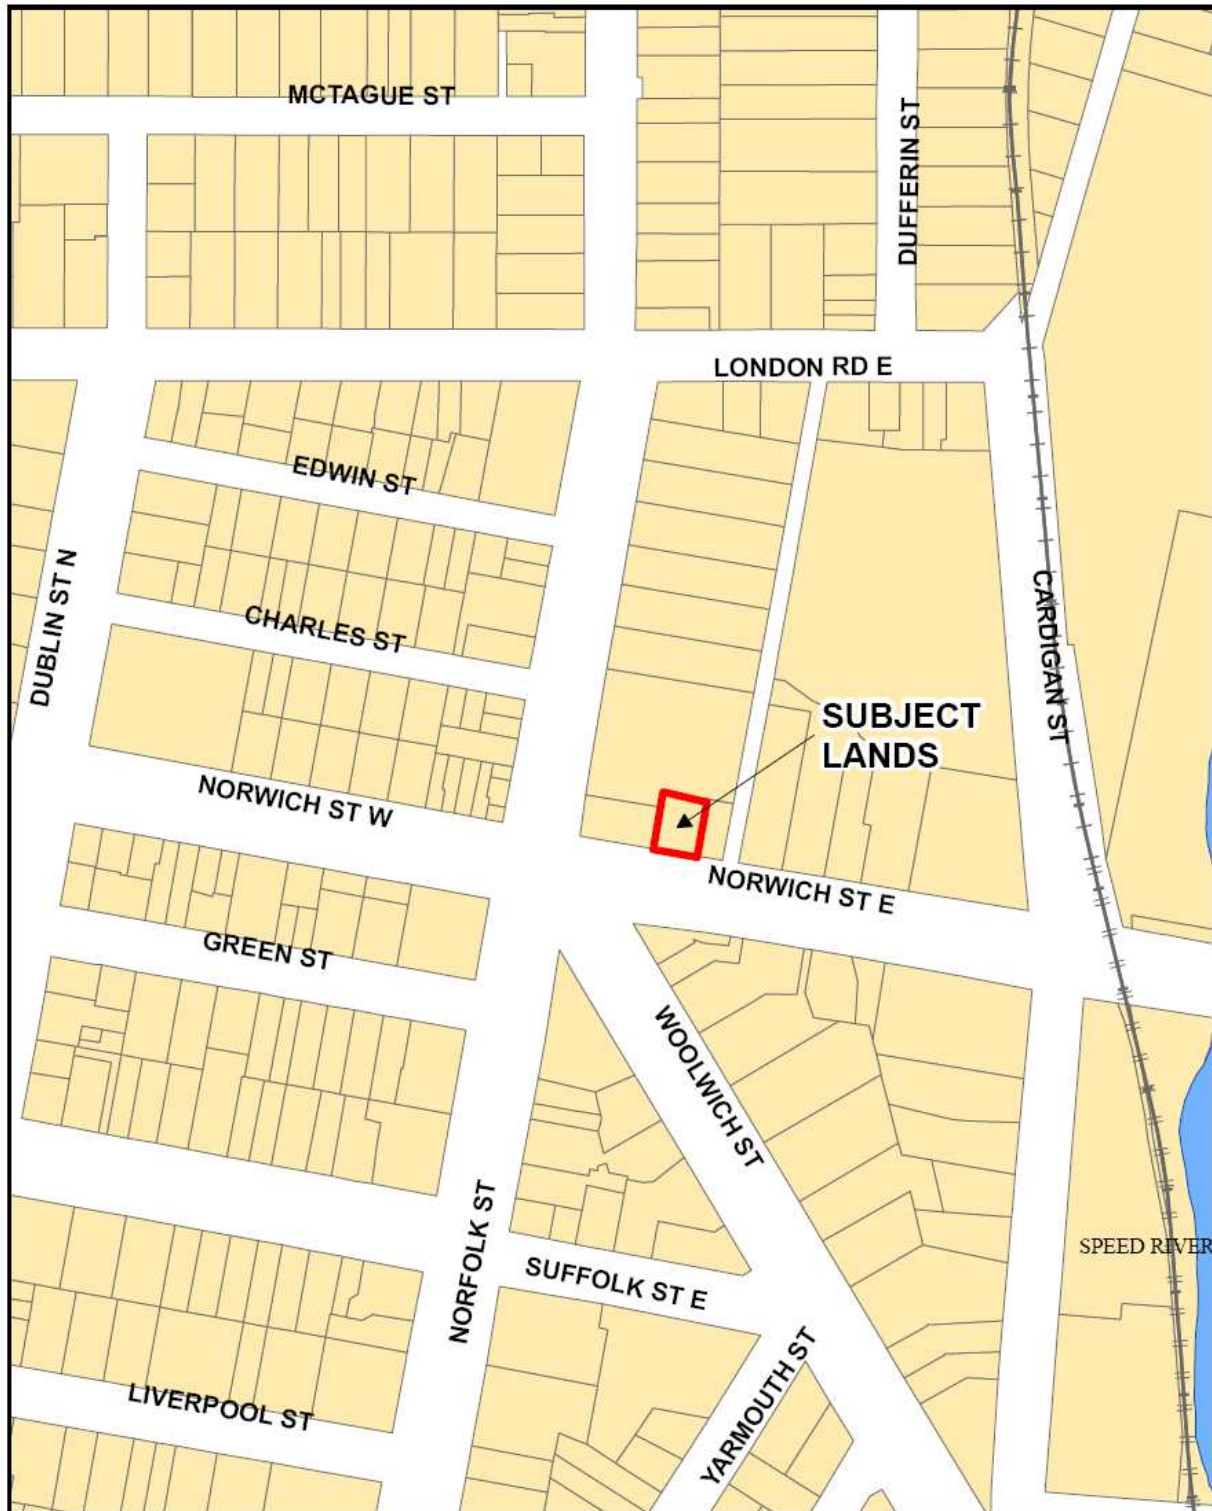 MCTAGUE ST
DUFFERIN ST
LONDON RD E
EDWIN ST
DUBLIN ST N
CHARLES ST
CARDIGAN ST
SUBJECT
LANDS
NORWICH ST W
NORWICH ST E
GREEN ST
WOOLWICH ST
NORFOLK ST
SPEED RIVER
SUFFOLK ST E
YARMOUTH ST
LIVERPOOL ST